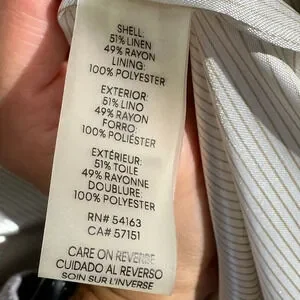 SHELL:
51% LINEN
49% RAYON
LINING:
100% POLYESTER
EXTERIOR:
51% LINO
49% RAYON
FORRO:
100% POLIÉSTER
EXTÉRIEUR:
51% TOILE
49% RAYONNE
DOUBLURE:
100% POLYESTER
RN# 54163
CA# 57151
CARE ON REVERSE
CUIDADO AL REVERSO
SOIN L'INVERSE